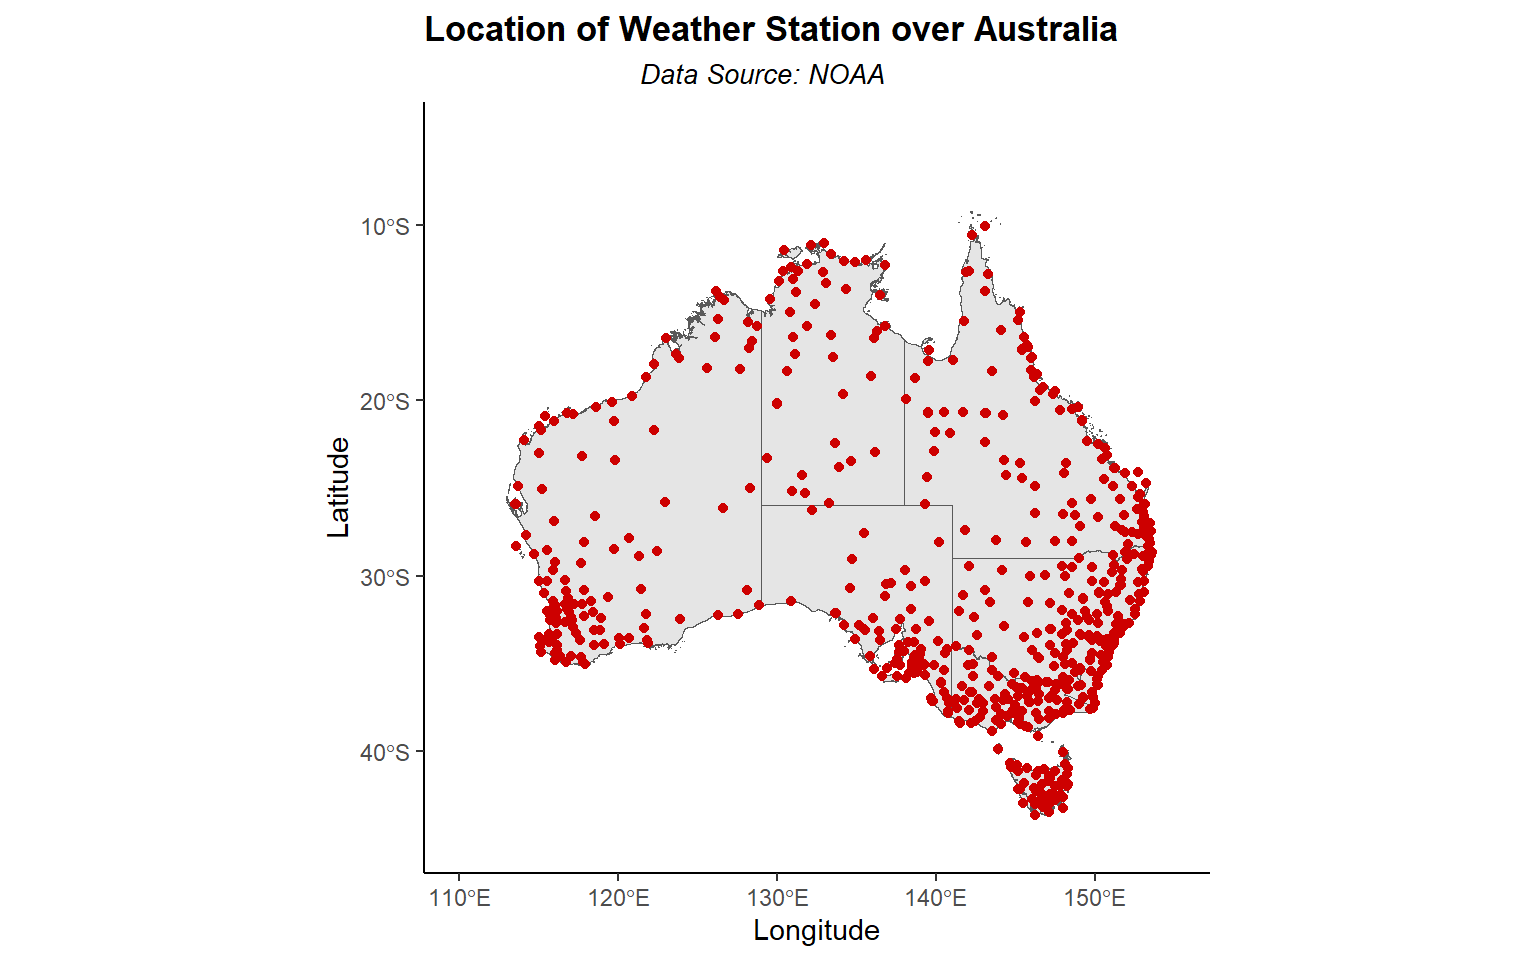 Location of Weather Station over Australia
Data Source: NOAA
Latitude
10°S
20°S
30°S
40°S
110°E 120°E 130°E 140°E 150°E
Longitude